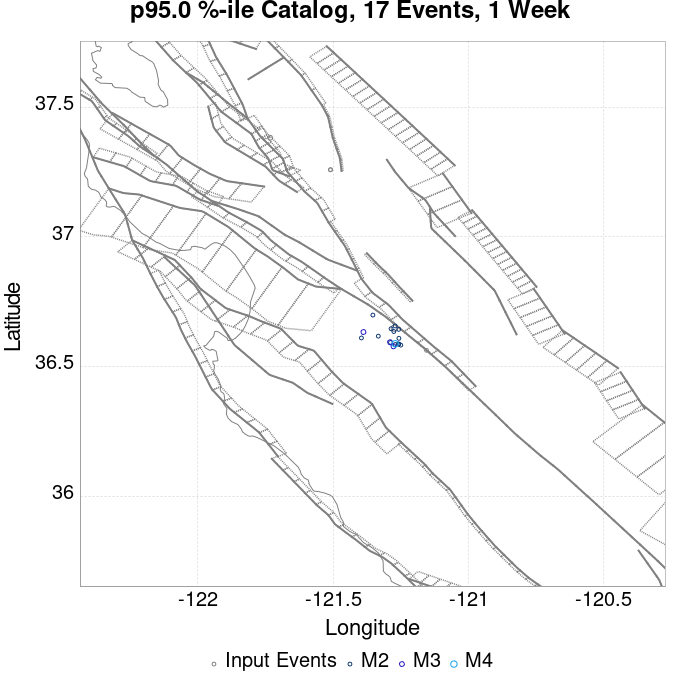 p95.0 %-ile Catalog, 17 Events, 1 Week
37.5
37
36.5
36
Latitude
-122
-121.5
-121
-120.5
Longitude
Input Events M2 M3 M4